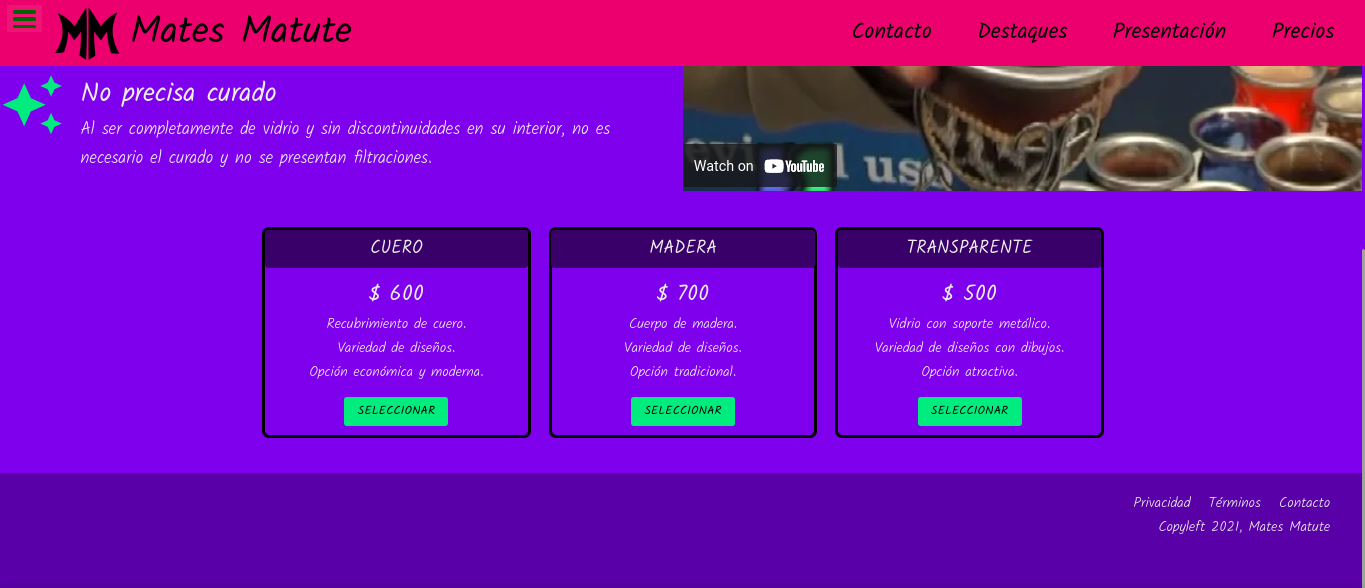 Mates Matute
Contacto
Destaques
Presentación
Precios
No precisa curado
Al ser completamente de vidrio y sin discontinuidades en su interior, no es
necesario el curado y no se presentan filtraciones.
l uso
Watch on YouTube
CUERO
$ 600
Recubrimiento de cuero.
Variedad de diseños.
Opción económica y moderna.
SELECCIONAR
MADERA
$ 700
Cuerpo de madera.
Variedad de diseños.
Opción tradicional.
SELECCIONAR
TRANSPARENTE
$ 500
Vidrio con soporte metálico.
Variedad de diseños con dibujos.
Opción atractiva.
SELECCIONAR
Privacidad Términos Contacto
Copyleft 2021, Mates Matute